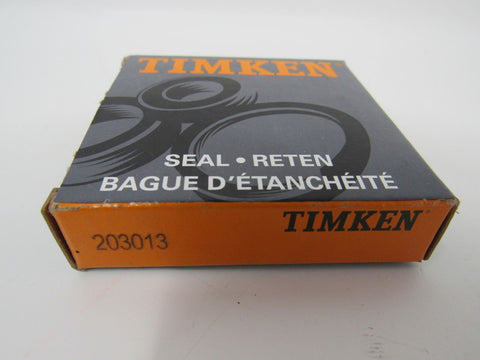 TIMKEN
SEAL • RETEN
BAGUE D'ÉTANCHÉITÉ
TIMKEN
203013